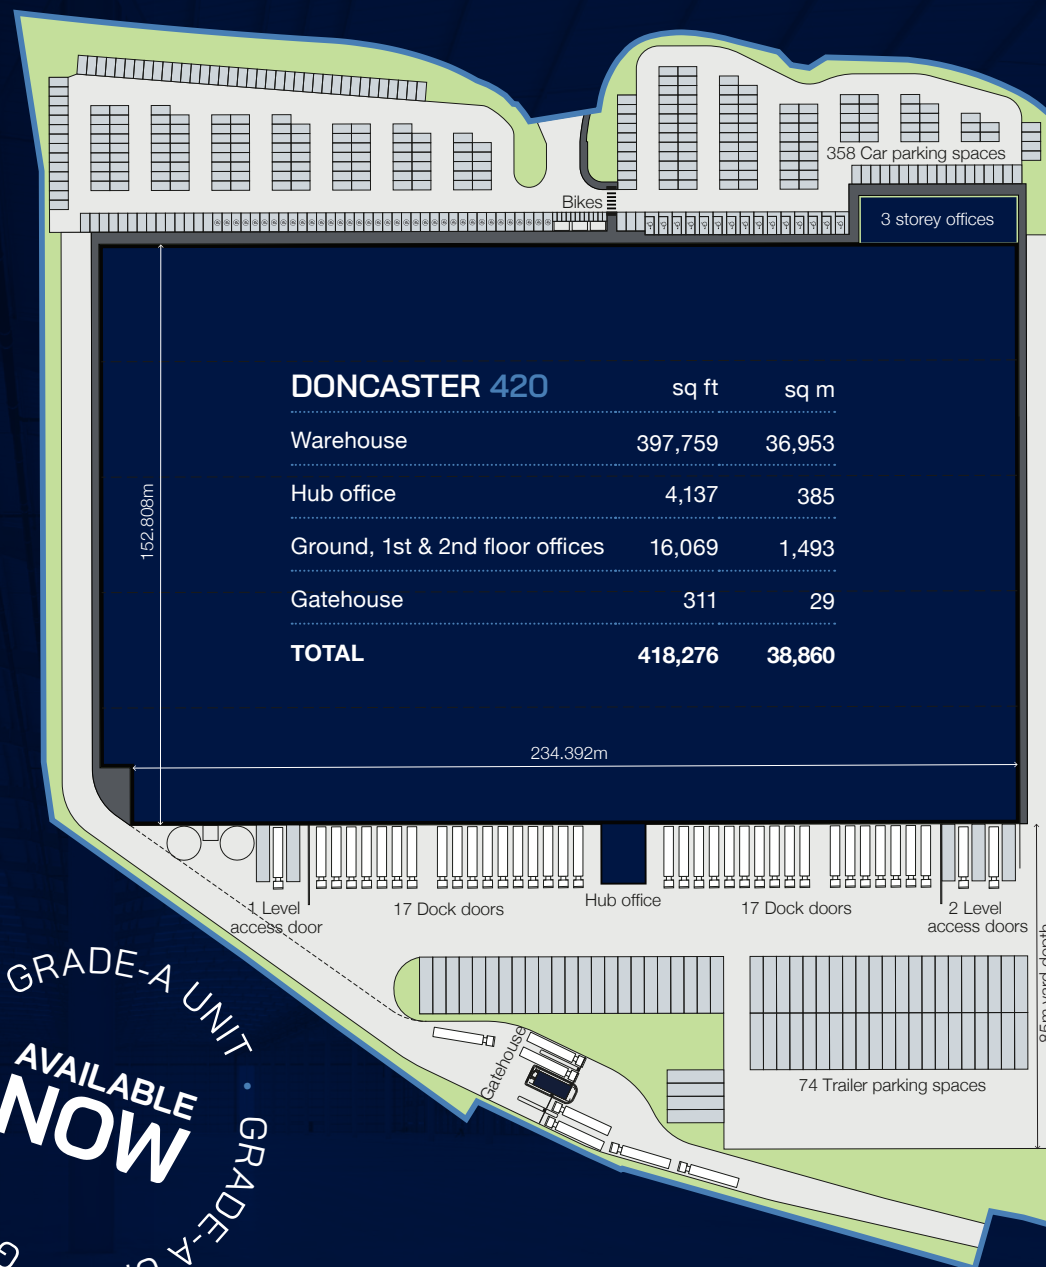 358 Car parking spaces
Bikes
3 storey offices
DONCASTER 420 sq ft sq m
Warehouse 397,759 36,953
152.808m
Hub office 4,137 385
Ground, 1st & 2nd floor offices 16,069 1,493
Gatehouse 311 29
TOTAL 418,276 38,860
234.392m
1 Level
access door
17 Dock doors
Hub office
17 Dock doors
2 Level
access doors
85m yard depth
GRADE-A UNIT • GRADE-A
AVAILABLE
NOW
Gatehouse
74 Trailer parking spaces